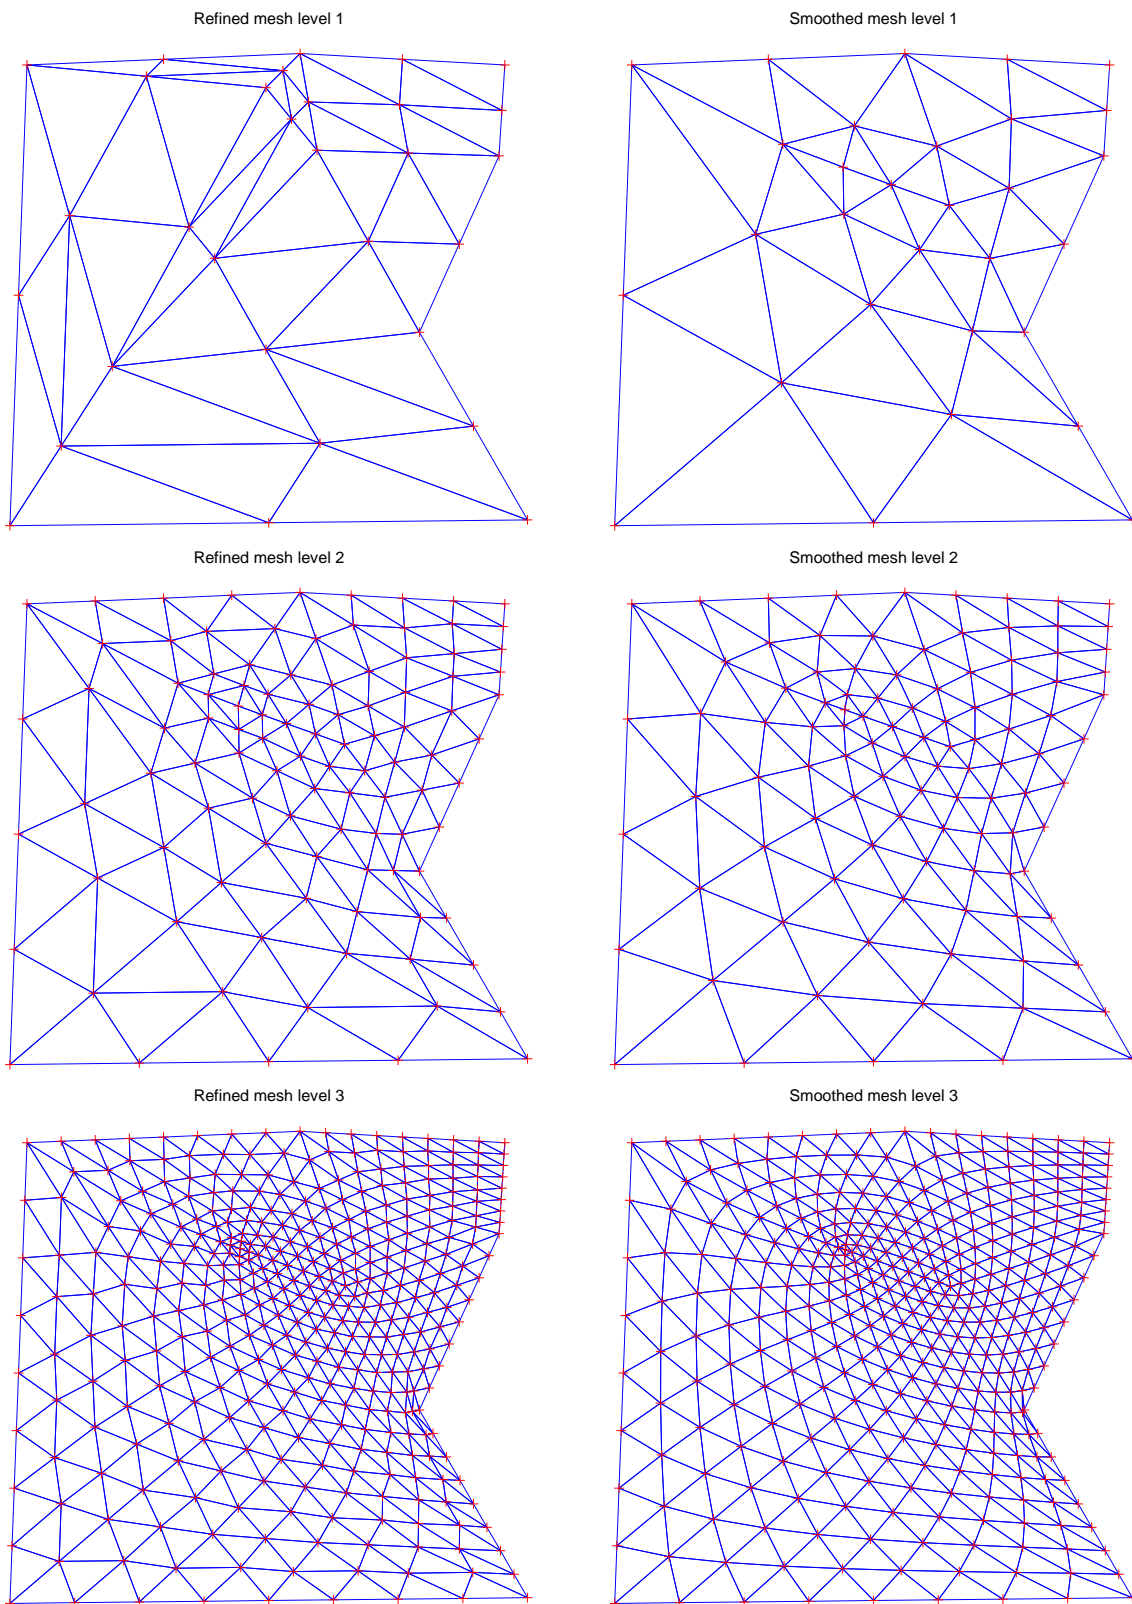 Refined mesh level 1
Smoothed mesh level 1
Refined mesh level 2
Smoothed mesh level 2
Refined mesh level 3
Smoothed mesh level 3